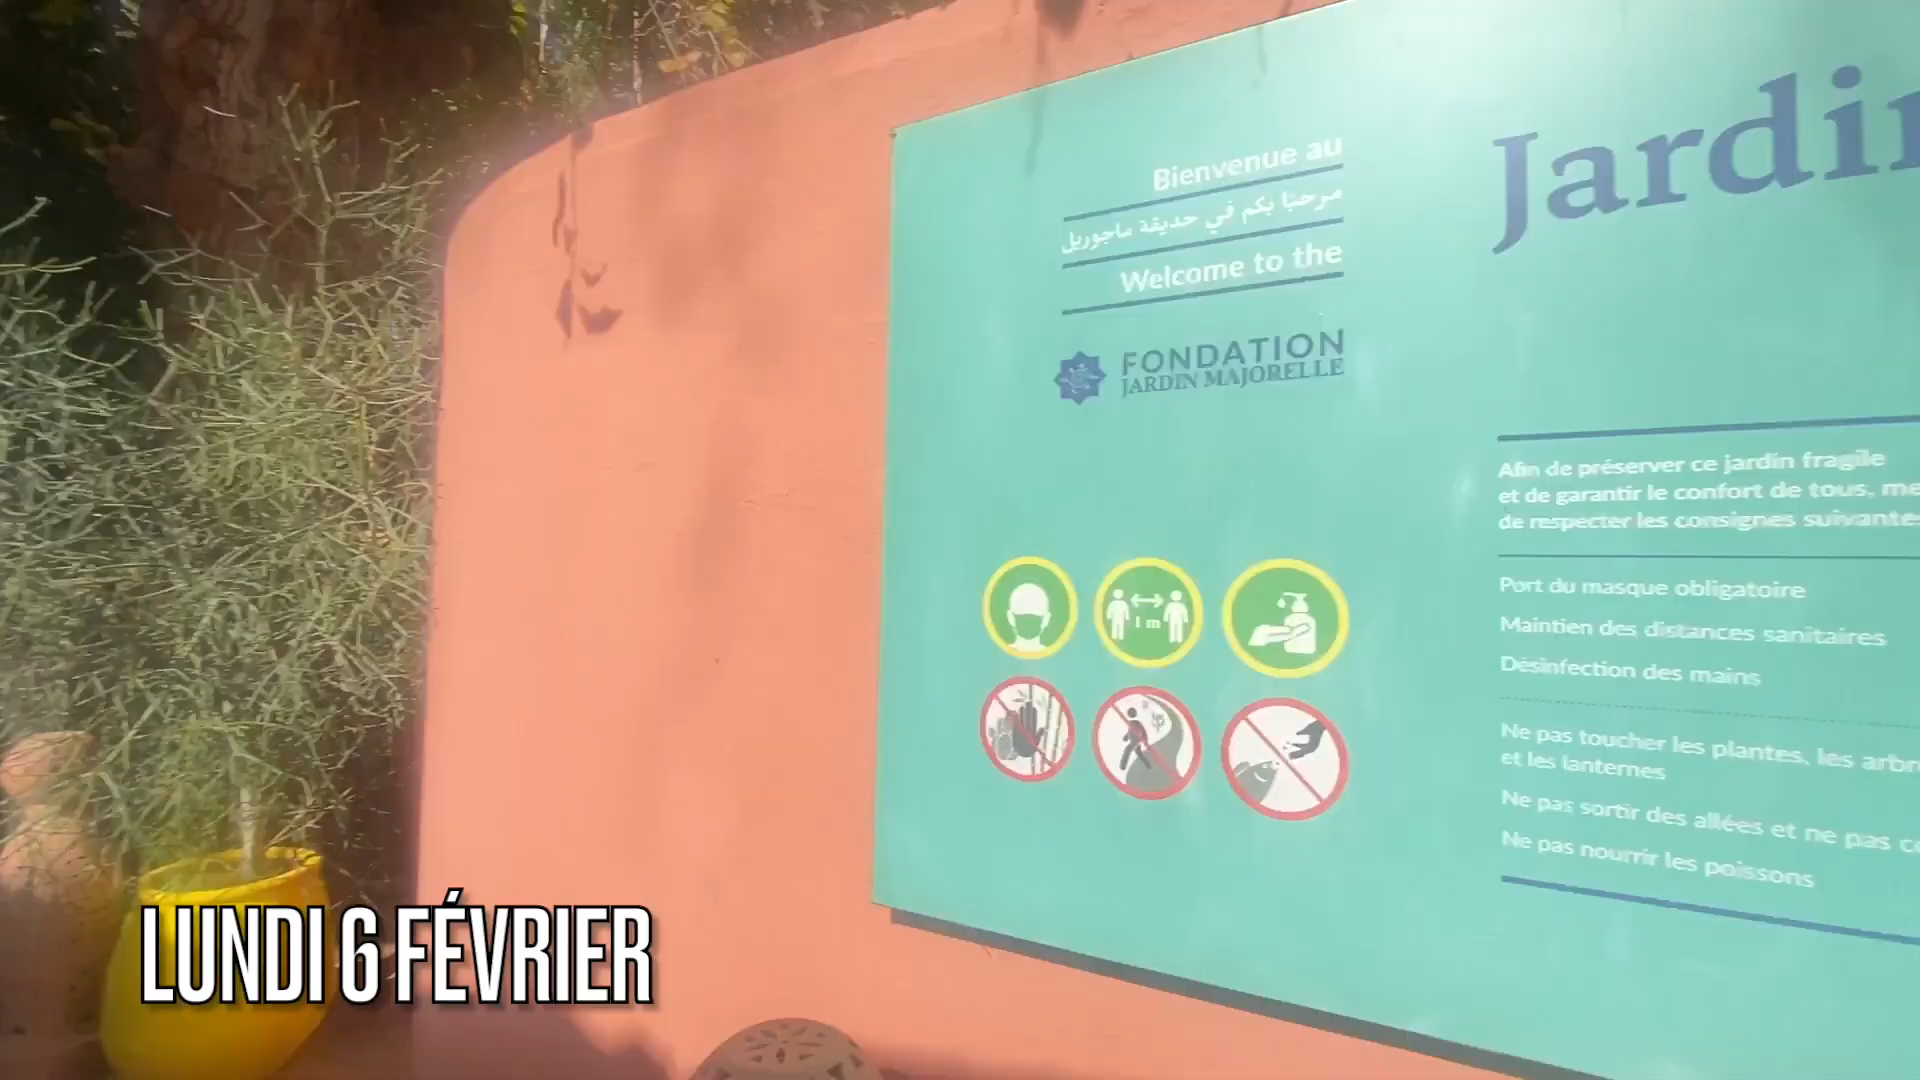 Bienvenue au
مرحبًا بكم في حديقة ماجوريل
Welcome to the
FONDATION
JARDIN MAJORELLE
Afin de préserver ce jardin fragile
et de garantir le confort de tous,
de respecter les consignes
Port du masque obligatoire
Maintien des distances sanitaires
Désinfection des mains
Ne pas toucher les plantes, les
et les lanternes
Ne pas sortir des allées et ne pas
Ne pas nourrir les poissons
1 m
LUNDI 6 FÉVRIER